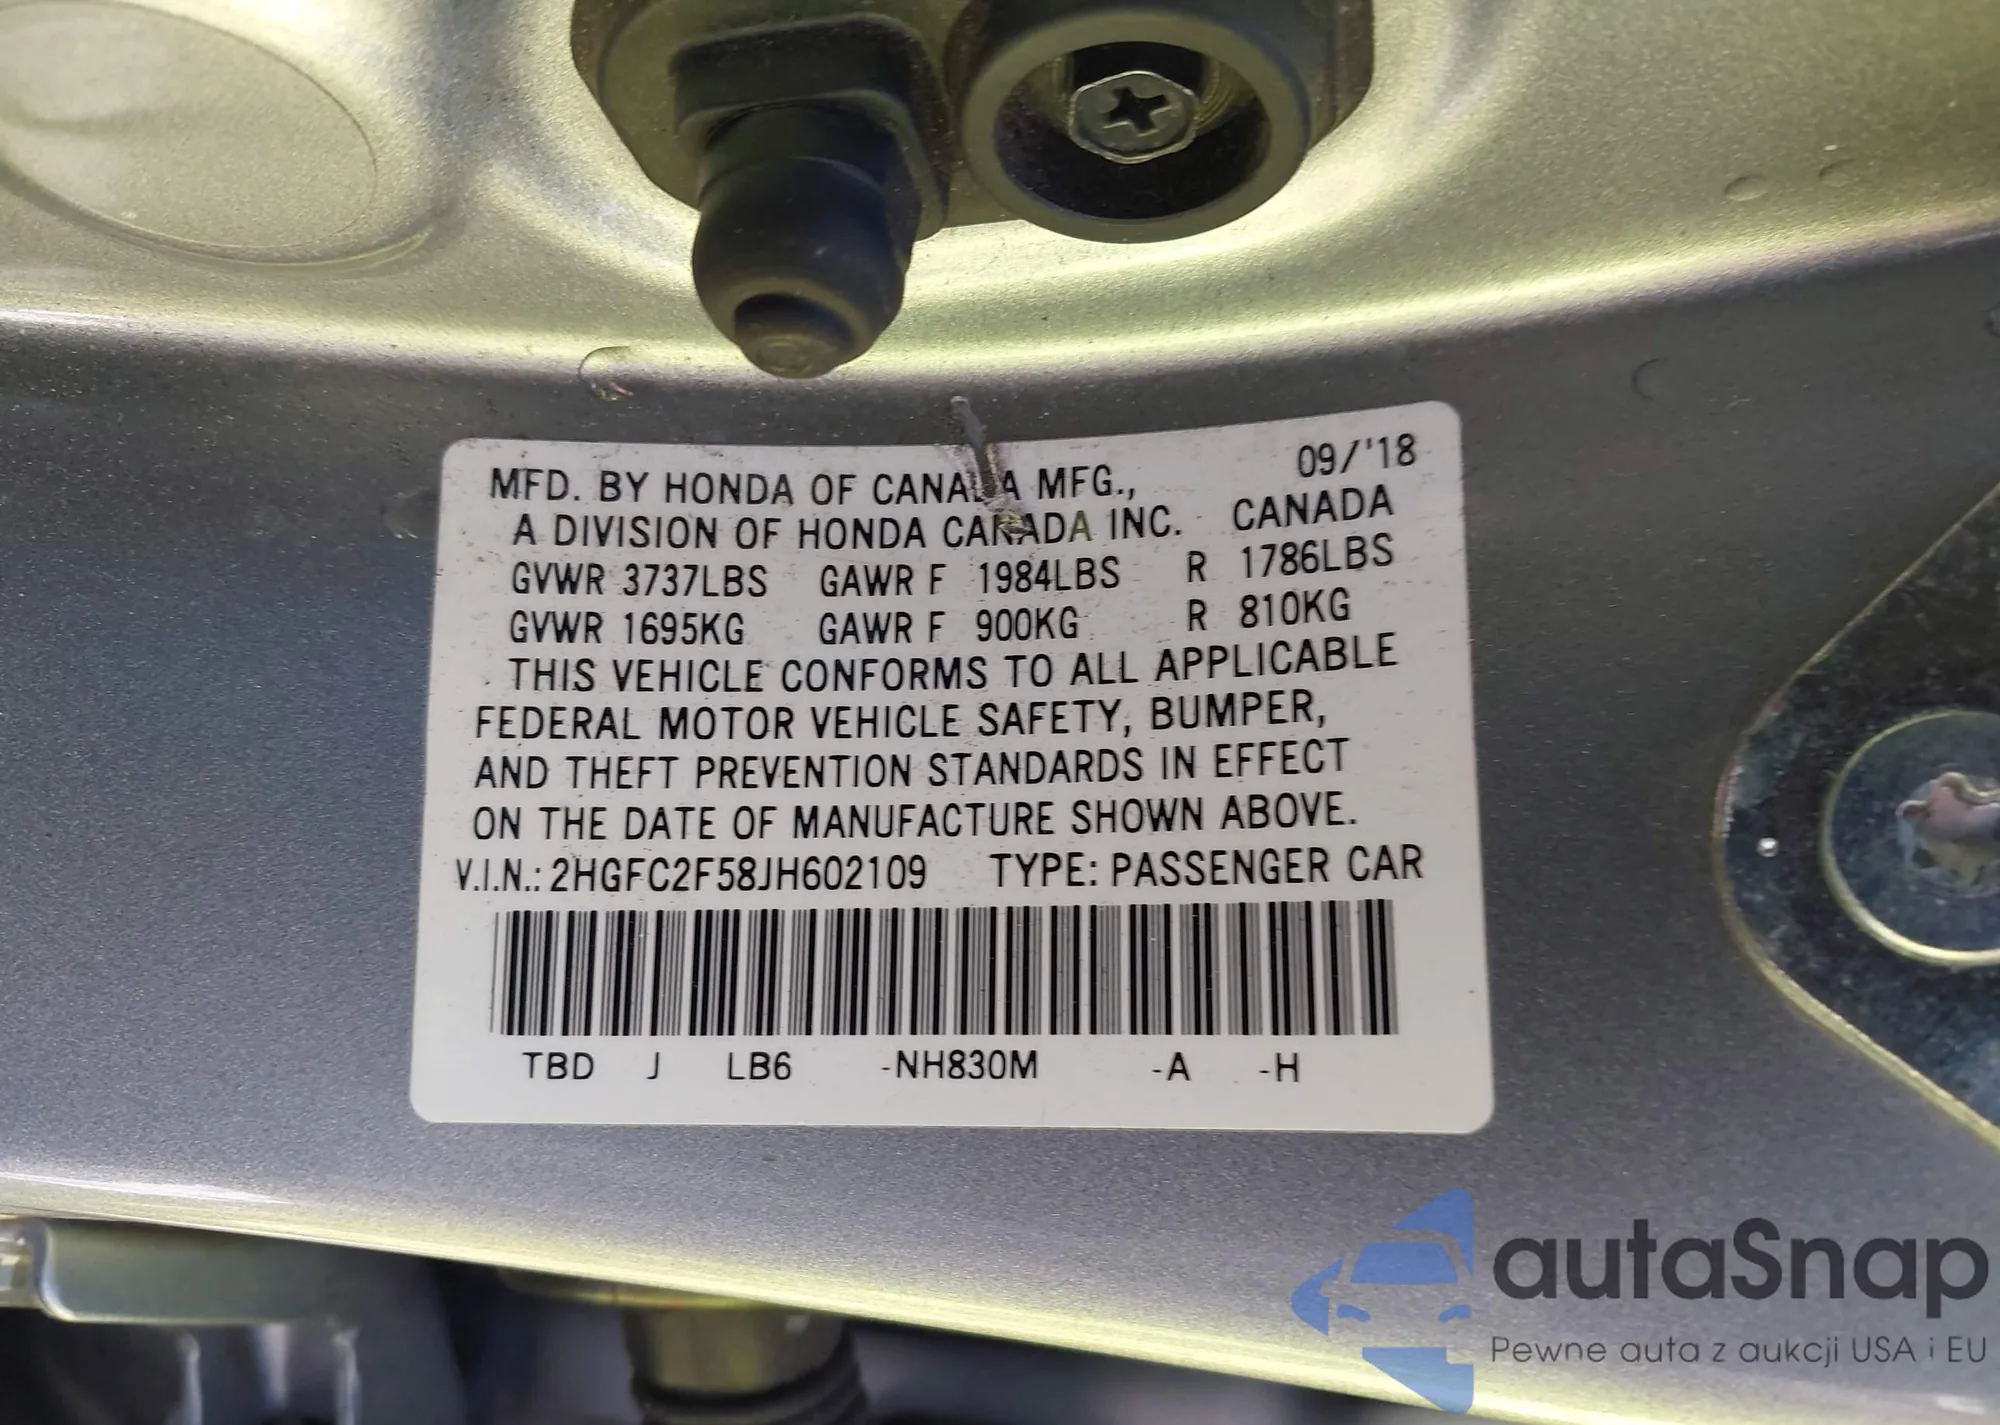 MFD. BY HONDA OF CANADA MFG., 09/'18
A DIVISION OF HONDA CANADA INC. CANADA
GVWR 3737LBS GAWR F 1984LBS R 1786LBS
GVWR 1695KG GAWR F 900KG R 810KG
THIS VEHICLE CONFORMS TO ALL APPLICABLE
FEDERAL MOTOR VEHICLE SAFETY, BUMPER,
AND THEFT PREVENTION STANDARDS IN EFFECT
ON THE DATE OF MANUFACTURE SHOWN ABOVE.
V.I.N.: 2HGFC2F58JH602109 TYPE: PASSENGER CAR
TBD J LB6 -NH830M -A -H
autaSnap
Pewne auta z aukcji USA i EU